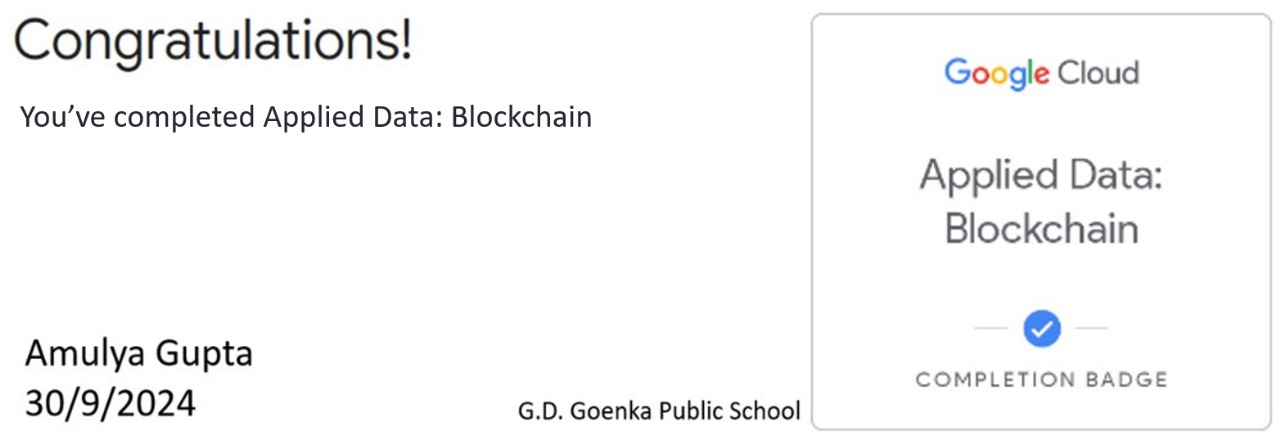 Congratulations!
You’ve completed Applied Data: Blockchain
Amulya Gupta
30/9/2024
G.D. Goenka Public School
Google Cloud
Applied Data:
Blockchain
COMPLETION BADGE